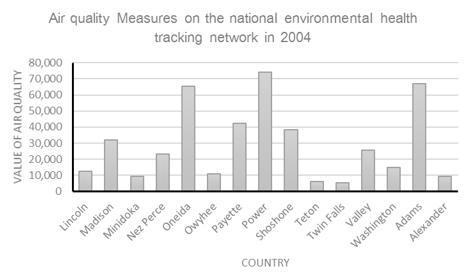 Air quality Measures on the national environmental health
tracking network in 2004
VALUE OF AIR QUALITY
80,000
70,000
60,000
50,000
40,000
30,000
20,000
10,000
0
Lincoln
Madison
Minidoka
Nez Perce
Oneida
Owyhee
Payette
Power
Shoshone
Teton
Twin Falls
Valley
Washington
Adams
Alexander
COUNTRY